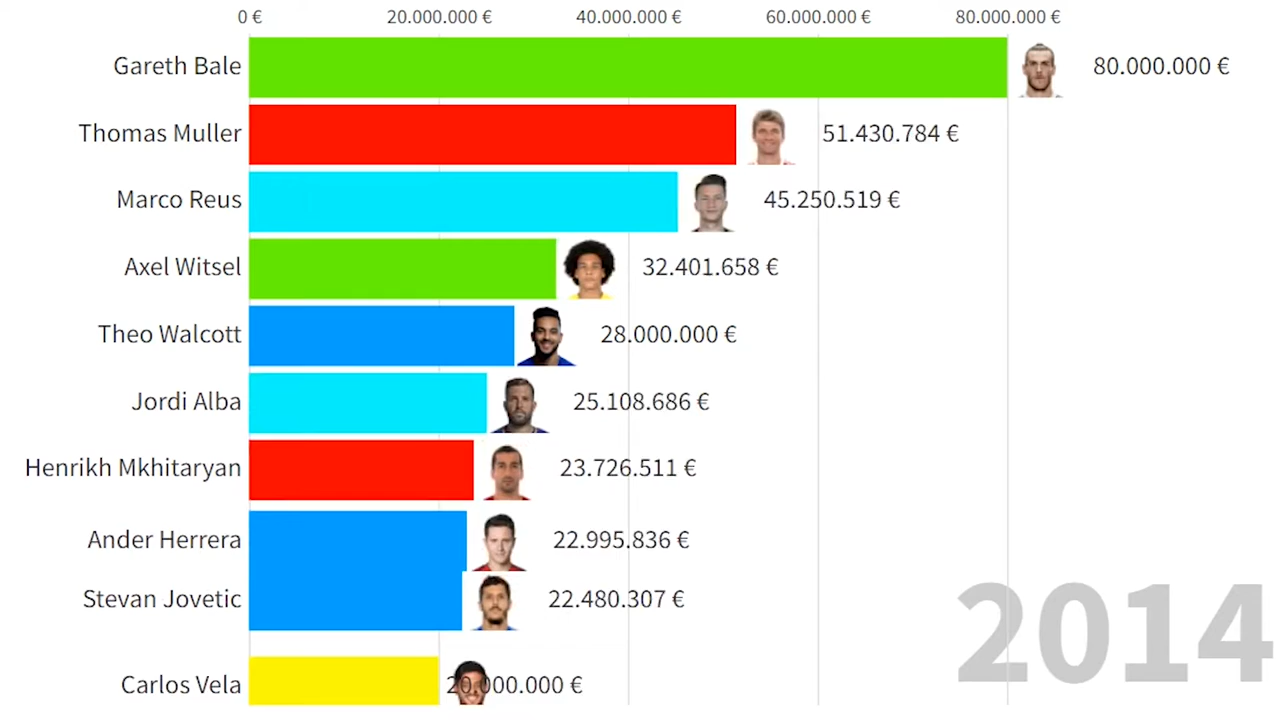 0 € 20.000.000 € 40.000.000 € 60.000.000 € 80.000.000 €
Gareth Bale 80.000.000 €
Thomas Muller 51.430.784 €
Marco Reus 45.250.519 €
Axel Witsel 32.401.658 €
Theo Walcott 28.000.000 €
Jordi Alba 25.108.686 €
Henrikh Mkhitaryan 23.726.511 €
Ander Herrera 22.995.836 €
Stevan Jovetic 22.480.307 €
Carlos Vela 20.000.000 €
2014